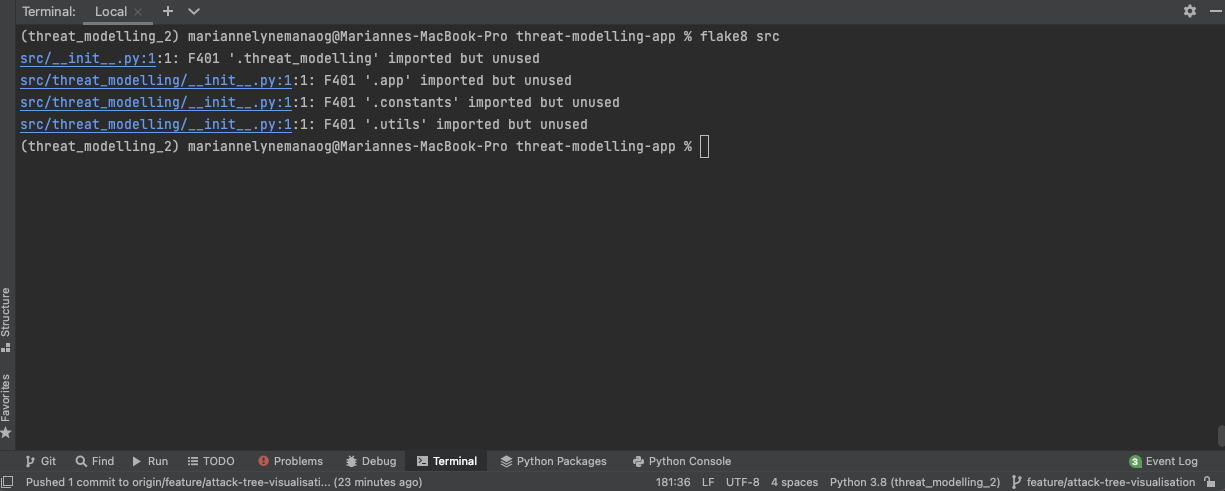 Terminal: Local
(threat_modelling_2) mariannelynemanaog@Mariannes-MacBook-Pro threat-modelling-app % flake8 src
src/__init__.py:1:1: F401 '.threat_modelling' imported but unused
src/threat_modelling/__init__.py:1:1: F401 '.app' imported but unused
src/threat_modelling/__init__.py:1:1: F401 '.constants' imported but unused
src/threat_modelling/__init__.py:1:1: F401 '.utils' imported but unused
(threat_modelling_2) mariannelynemanaog@Mariannes-MacBook-Pro threat-modelling-app %
Structure
Favorites
Git Find Run TODO Problems Debug Terminal Python Packages Python Console 3 Event Log
Pushed 1 commit to origin/feature/attack-tree-visualisati... (23 minutes ago) 181:36 LF UTF-8 4 spaces Python 3.8 (threat_modelling_2) feature/attack-tree-visualisation